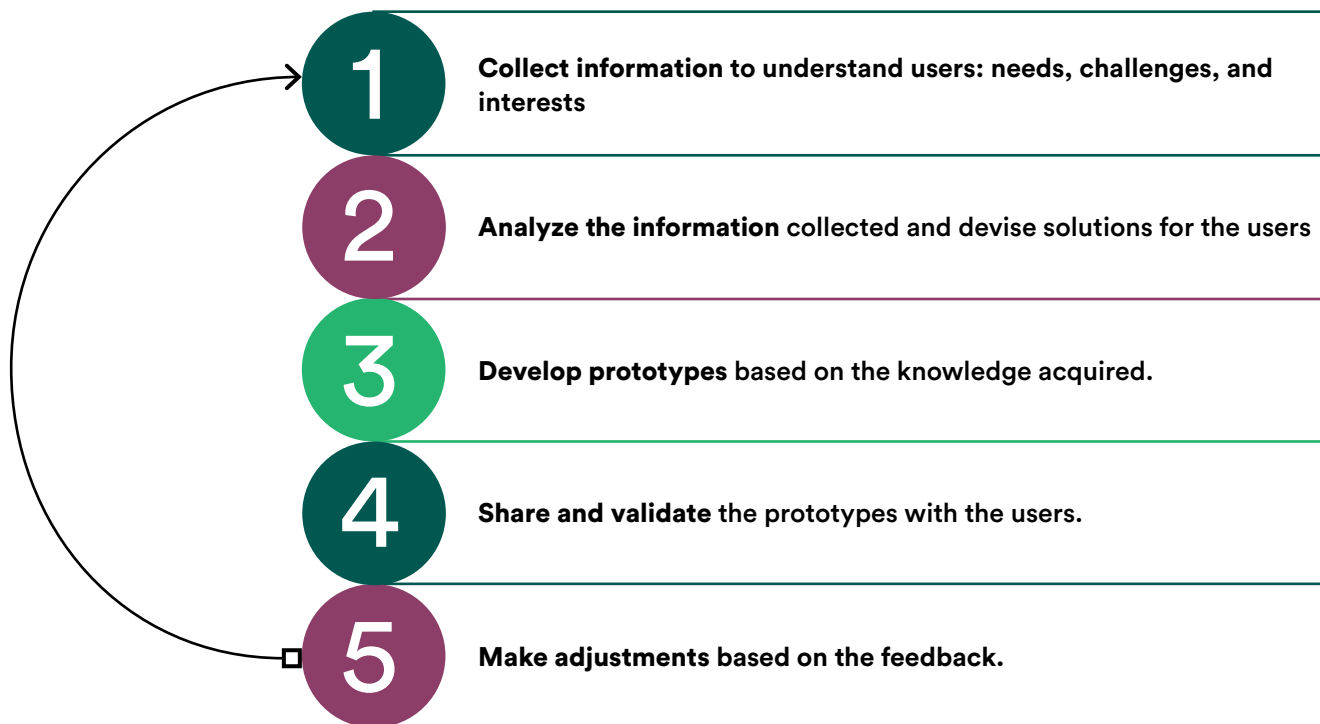 1
Collect information to understand users: needs, challenges, and
interests
2
Analyze the information collected and devise solutions for the users
3
Develop prototypes based on the knowledge acquired.
4
Share and validate the prototypes with the users.
5
Make adjustments based on the feedback.